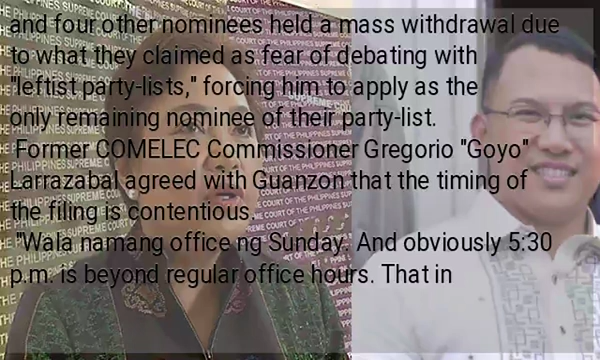 and four other nominees held a mass withdrawal due
to what they claimed as fear of debating with
"leftist party-lists," forcing him to apply as the
only remaining nominee of their party-list.
Former COMELEC Commissioner Gregorio "Goyo"
Larrazabal agreed with Guanzon that the timing of
the filing is contentious.
"Wala namang office ng Sunday. And obviously 5:30
p.m. is beyond regular office hours. That in